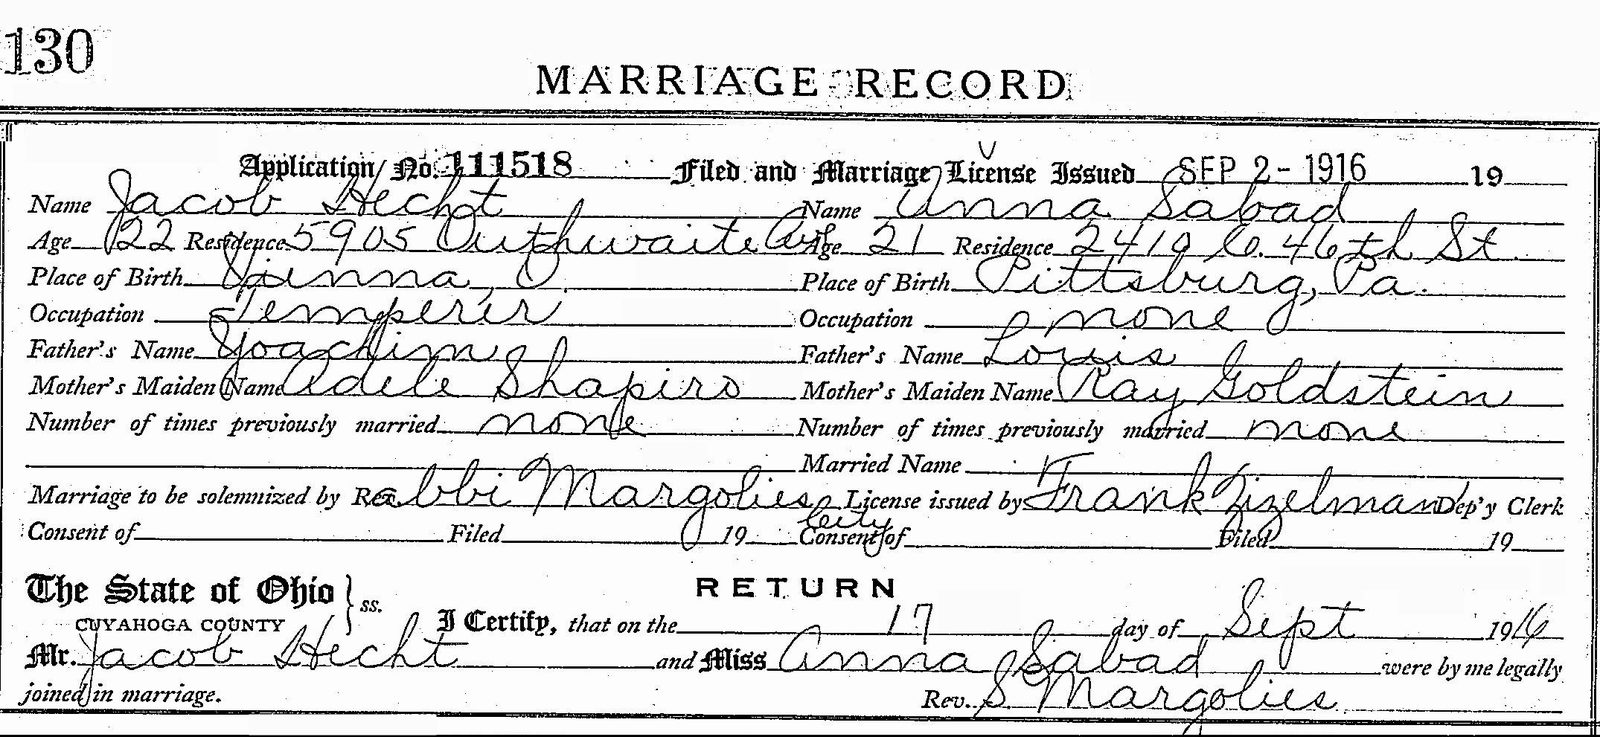 130
MARRIAGE RECORD
Application No. 111518 Filed and Marriage License Issued SEP 2 - 1916 19
Name Jacob Hecht Name Anna Sabad
Age 22 Residence 5905 Outhwaite Ave Age 21 Residence 2419 E. 46th St
Place of Birth Vienna, O. Place of Birth Pittsburg, Pa.
Occupation Temperer Occupation none
Father's Name Yoachim Father's Name Louis
Mother's Maiden Name Adele Shapiro Mother's Maiden Name Ray Goldstein
Number of times previously married none Number of times previously married none
Married Name
Marriage to be solemnized by Rabbi Margolies License issued by Frank Zizelman Dep'y Clerk
City
Consent of Filed 19 Consent of Filed 19
The State of Ohio } ss. RETURN
CUYAHOGA COUNTY I Certify, that on the 17 day of Sept 1916
Mr. Jacob Hecht and Miss Anna Sabad were by me legally
joined in marriage. Rev. S. Margolies